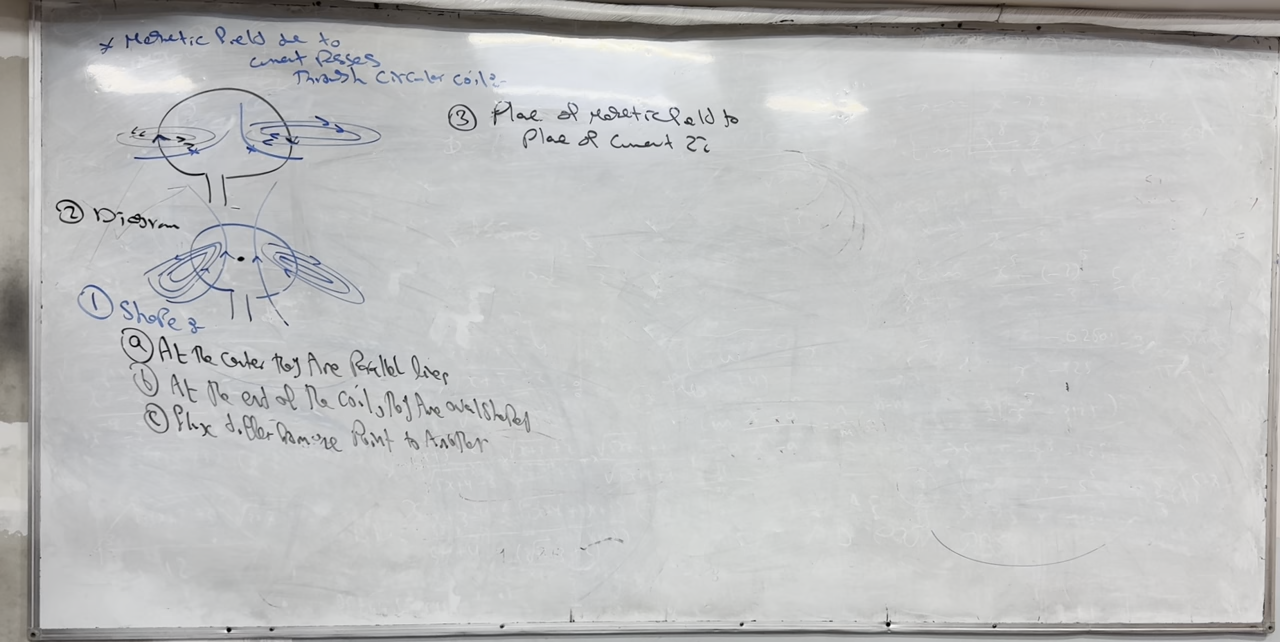 * Magnetic field due to
current Passes
Through Circular coil:-
② Diagram
① Shape:
ⓐ At The center they Are Parallel lines
ⓑ At The end of The coil, they Are oval shaped
ⓒ Flux differ from one Point to Another
③ Plane of Magnetic field to
Plane of Current